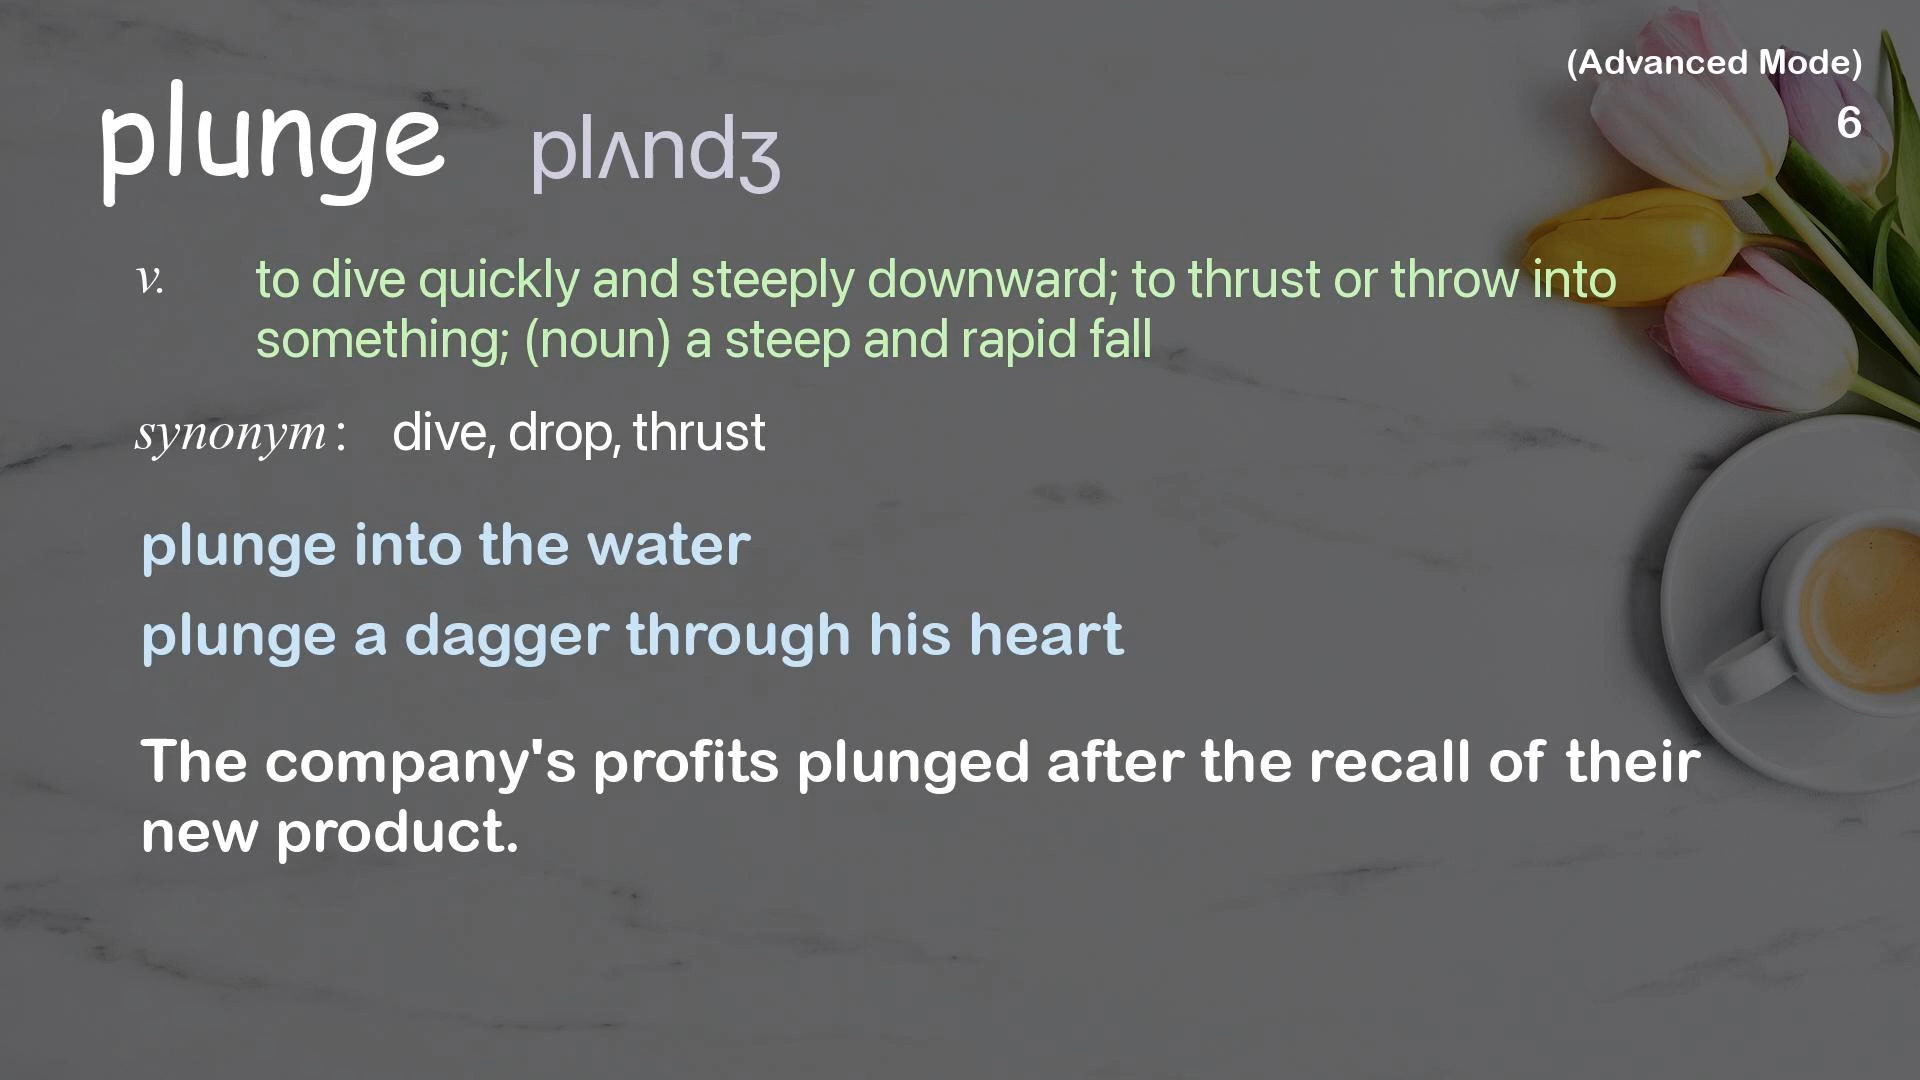 (Advanced Mode)
6
plunge plʌndʒ
v. to dive quickly and steeply downward; to thrust or throw into
something; (noun) a steep and rapid fall
synonym: dive, drop, thrust
plunge into the water
plunge a dagger through his heart
The company's profits plunged after the recall of their
new product.